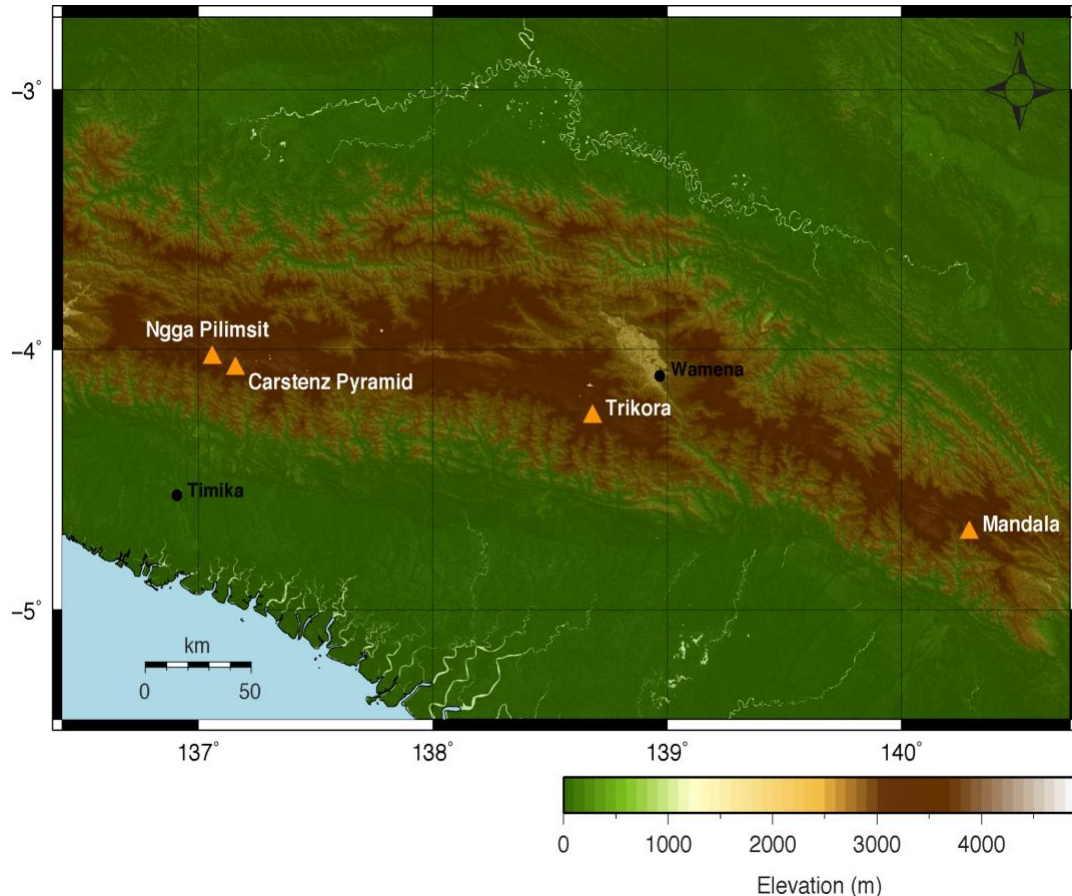 N
-3°
Ngga Pilimsit
-4°
Carstenz Pyramid
Wamena
Trikora
Timika
Mandala
-5°
km
0 50
137° 138° 139° 140°
0 1000 2000 3000 4000
Elevation (m)